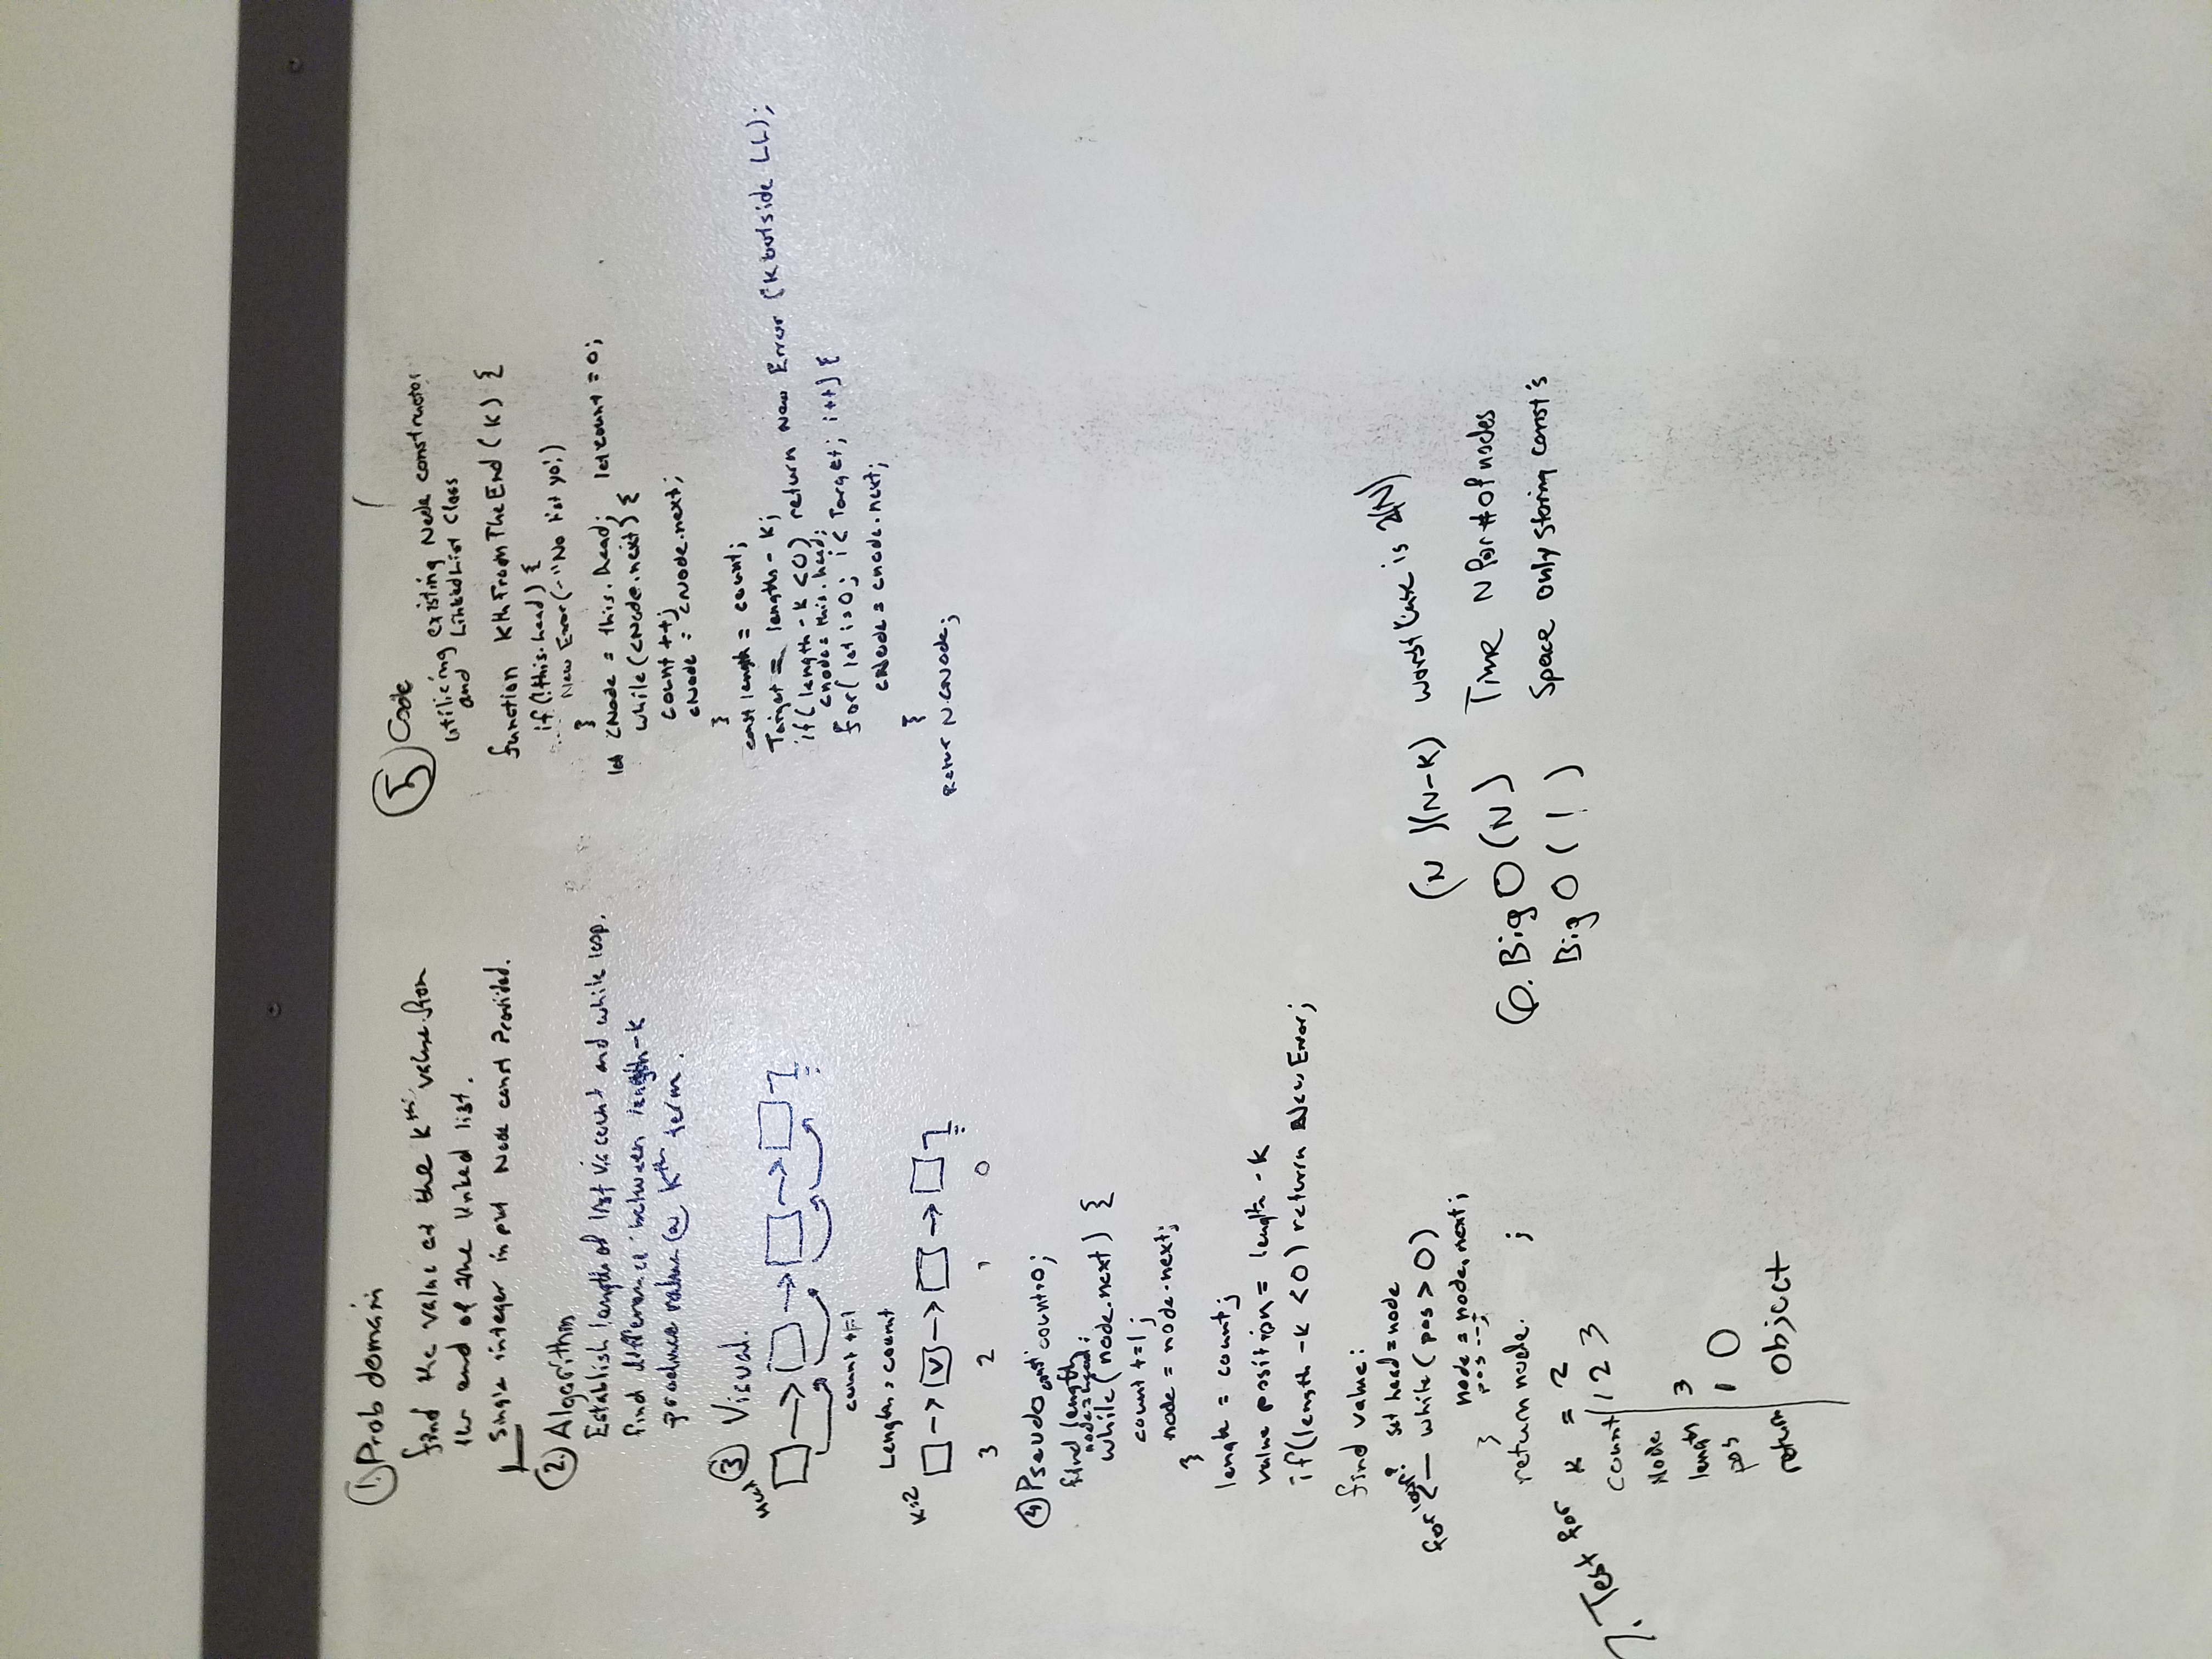 ① Prob domain
find the value at the Kth value from
the end of the linked list.
Single integer input Node const Provided.
② Algorithm
Establish length of list via count and while loop.
find difference between length-K
produce value @ Kth term.
③ Visual.
Head
count +=1
Length = count
K=2
V
3 2 1 0
④ Pseudo const count=0;
find length
node=head;
while(node.next) {
count +=1;
node = node.next;
}
length = count;
value position = length - K
if(length -K <0) return New Error;
find value:
set head=node
for loop? ← while(pos > 0)
node = node.next;
pos --;
}
return node. ;
7. Test for K = 2
count 1 2 3
Node
length 3
pos 1 0
return object
⑤ Code
utilizing existing Node constructor
and LinkedList Class
function KthFromTheEnd(K) {
if(!this.head) {
New Error("No list yo!)
}
let cNode = this.head; let count = 0;
while(cNode.next) {
count ++;
cNode = cNode.next;
}
const length = count;
Target = length - K;
if(length - K <0) return New Error (K outside LL);
cnode= this.head;
for( let i=0; i< Target; i++) {
cNode = cnode.next;
}
Return cNode;
(N )(N-K) worst Case is 2(N)
6. Big O (N) Time N for # of nodes
Big O ( 1 ) Space only storing const's